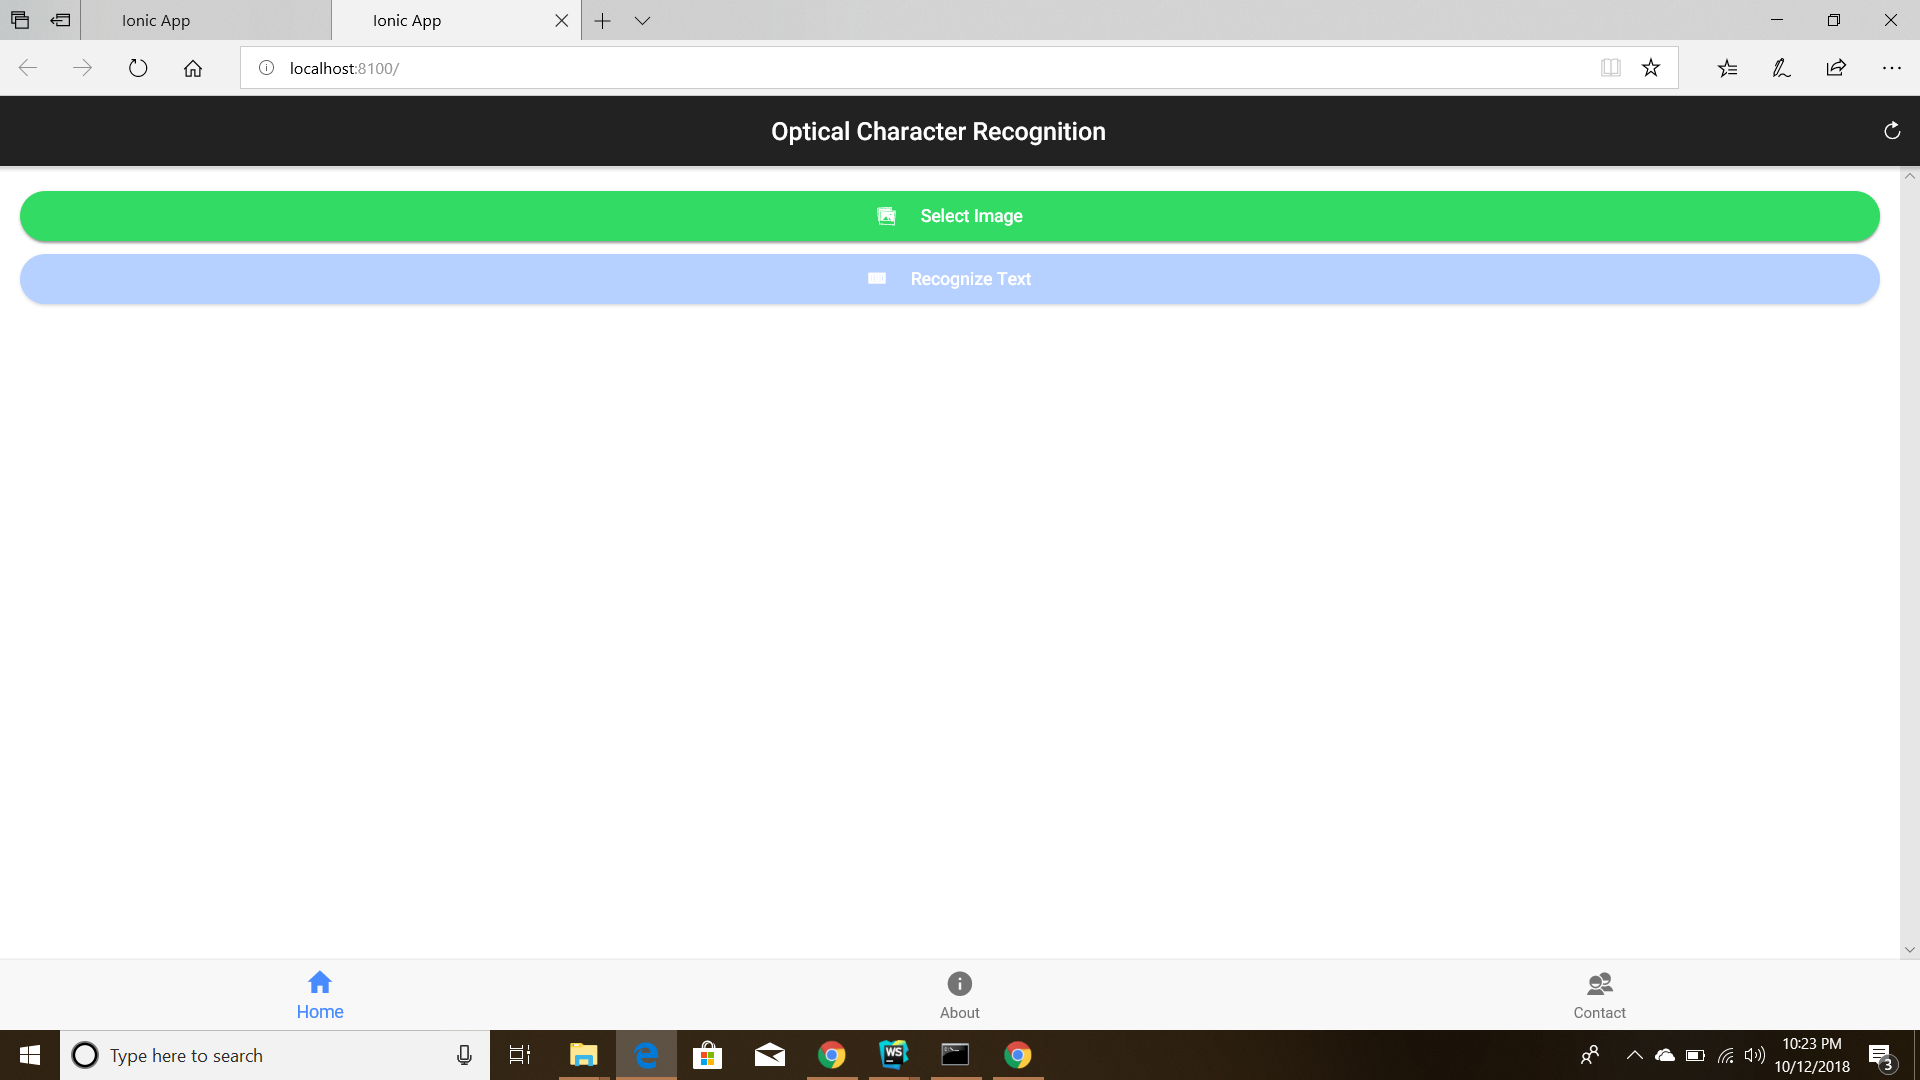 Ionic App
Ionic App
localhost:8100/
Optical Character Recognition
Select Image
Recognize Text
Home
About
Contact
Type here to search
WS
10:23 PM
10/12/2018
3